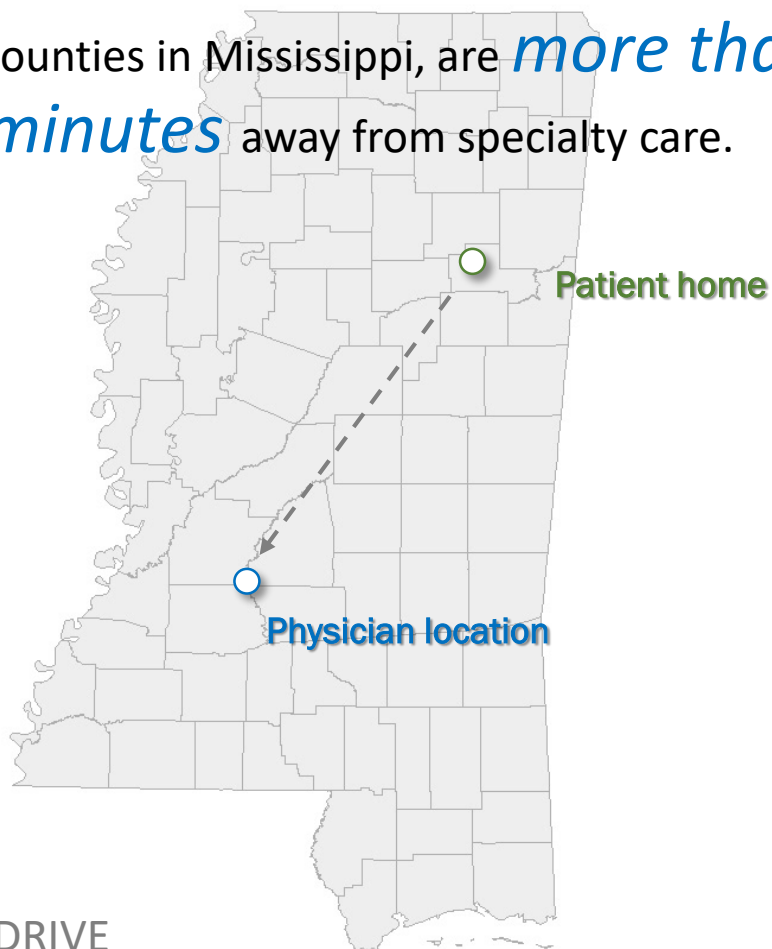 ounties in Mississippi, are more tha
minutes away from specialty care.
Patient home
Physician location
DRIVE